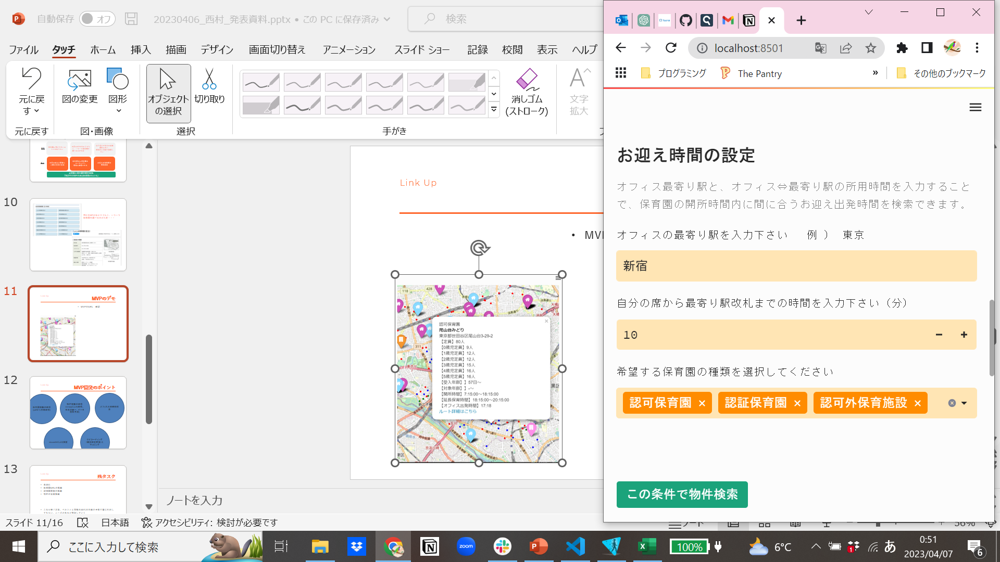 自動保存 オフ
20230406_西村_発表資料.pptx • この PC に保存済み
検索
ファイル タッチ ホーム 挿入 描画 デザイン 画面切り替え アニメーション スライド ショー 記録 校閲 表示 ヘルプ
元に戻す
図の変更
図形
オブジェクトの選択
切り取り
消しゴム
(ストローク)
文字
拡大
元に戻す 図・画像 選択 手がき
10
11
Link Up
MVPのデモ
12
MVP開発のポイント
13
残タスク
Link Up
• MV
認可保育園
尾山台みどり
東京都世田谷区尾山台3-29-2
【定員】80人
【0歳児定員】9人
【1歳児定員】12人
【2歳児定員】12人
【3歳児定員】15人
【4歳児定員】16人
【5歳児定員】16人
【受入年齢】】57日〜
【対象年齢】】-〜
【開所時間】7:15:00〜18:15:00
【延長保育時間】18:15:00〜20:15:00
【オフィス出発時間】17:18
ルート詳細はこちら
ノートを入力
スライド 11/16 日本語 アクセシビリティ: 検討が必要です
localhost:8501
プログラミング The Pantry » その他のブックマーク
お迎え時間の設定
オフィス最寄り駅と、オフィス⇔最寄り駅の所用時間を入力すること
で、保育園の開所時間内に間に合うお迎え出発時間を検索できます。
オフィスの最寄り駅を入力下さい 例 ） 東京
新宿
自分の席から最寄り駅改札までの時間を入力下さい（分）
10
希望する保育園の種類を選択してください
認可保育園 認証保育園 認可外保育施設
この条件で物件検索
ここに入力して検索
zoom
100%
6°C
あ
0:51
2023/04/07
6